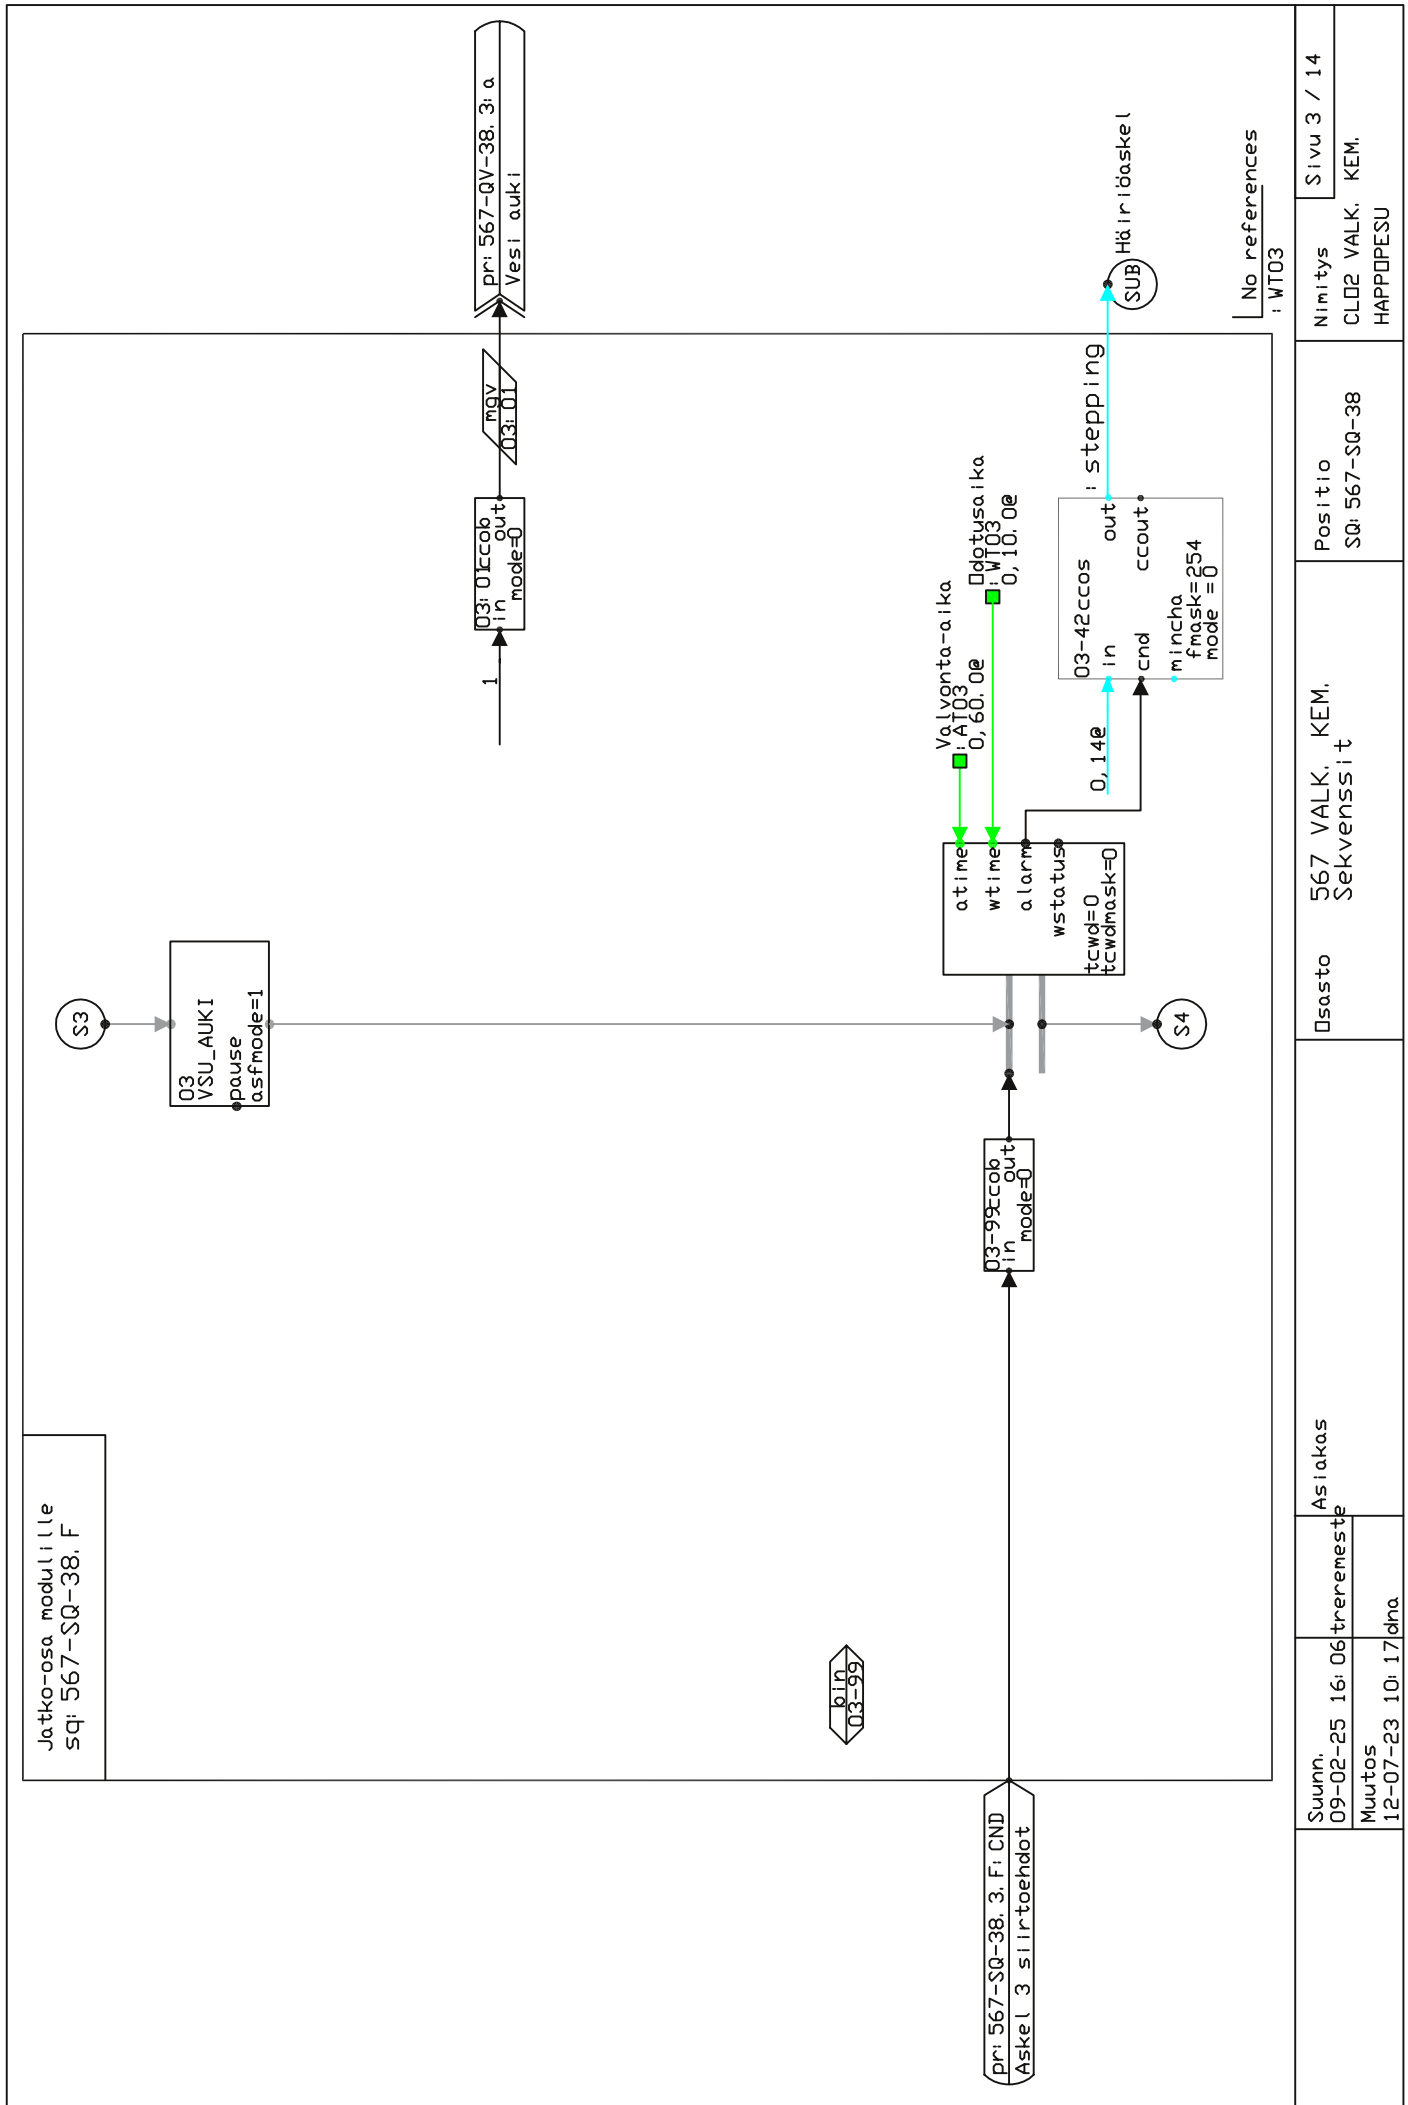 Jatko-osa modulille
sq: 567-SQ-38. F
S3
03
VSU_AUKI
pause
asfmode=1
1
03: 01ccob
in out
mode=0
mgv
03: 01
pr: 567-QV-38. 3: a
Vesi auki
bin
03-99
pr: 567-SQ-38. 3. F: CND
Askel 3 siirtoehdot
03-99ccob
in out
mode=0
atime
wtime
alarm
wstatus
tcwd=0
tcwdmask=0
S4
Valvonta-aika
: AT03
0, 60. 0@
Odotusaika
: WT03
0, 10. 0@
0, 14@
03-42ccos
in out
cnd ccout
mincha
fmask=254
mode =0
: stepping
SUB
Häiriöaskel
No references
: WT03
Suunn.
09-02-25 16: 06 treremeste
Muutos
12-07-23 10: 17 dna
Asiakas
Osasto
567 VALK. KEM.
Sekvenssit
Positio
SQ: 567-SQ-38
Nimitys
CLO2 VALK. KEM.
HAPPOPESU
Sivu 3 / 14